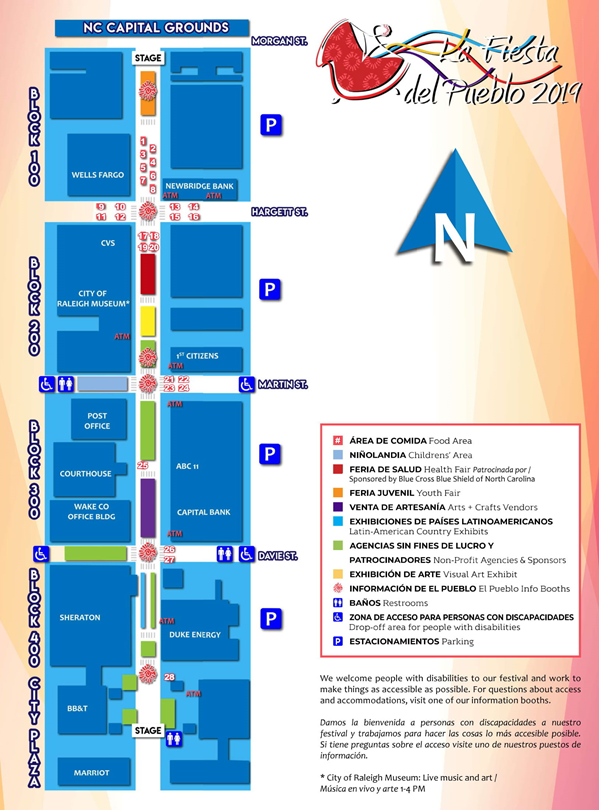 NC CAPITAL GROUNDS
MORGAN ST.
STAGE
La Fiesta
del Pueblo 2019
BLOCK 100
P
1
2
3
4
5
6
7
8
WELLS FARGO
NEWBRIDGE BANK
ATM ATM
9 10 13 14
HARGETT ST.
11 12 15 16
N
17 18
CVS
19 20
BLOCK 200
CITY OF
RALEIGH MUSEUM*
P
ATM
1ST CITIZENS
ATM
21 22
MARTIN ST.
23 24
ATM
POST
OFFICE
BLOCK 300
P
25
COURTHOUSE
ABC 11
WAKE CO
OFFICE BLDG
CAPITAL BANK
ATM
26
DAVIE ST.
27
BLOCK 400
SHERATON
ATM
P
DUKE ENERGY
28
ATM
CITY PLAZA
BB&T
STAGE
MARRIOT
# ÁREA DE COMIDA Food Area
NIÑOLANDIA Childrens' Area
FERIA DE SALUD Health Fair Patrocinada por /
Sponsored by Blue Cross Blue Shield of North Carolina
FERIA JUVENIL Youth Fair
VENTA DE ARTESANÍA Arts + Crafts Vendors
EXHIBICIONES DE PAÍSES LATINOAMERICANOS
Latin-American Country Exhibits
AGENCIAS SIN FINES DE LUCRO Y
PATROCINADORES Non-Profit Agencies & Sponsors
EXHIBICIÓN DE ARTE Visual Art Exhibit
INFORMACIÓN DE EL PUEBLO El Pueblo Info Booths
BAÑOS Restrooms
ZONA DE ACCESO PARA PERSONAS CON DISCAPACIDADES
Drop-off area for people with disabilities
P ESTACIONAMIENTOS Parking
We welcome people with disabilities to our festival and work to
make things as accessible as possible. For questions about access
and accommodations, visit one of our information booths.
Damos la bienvenida a personas con discapacidades a nuestro
festival y trabajamos para hacer las cosas lo más accesible posible.
Si tiene preguntas sobre el acceso visite uno de nuestros puestos de
información.
* City of Raleigh Museum: Live music and art /
Música en vivo y arte 1-4 PM